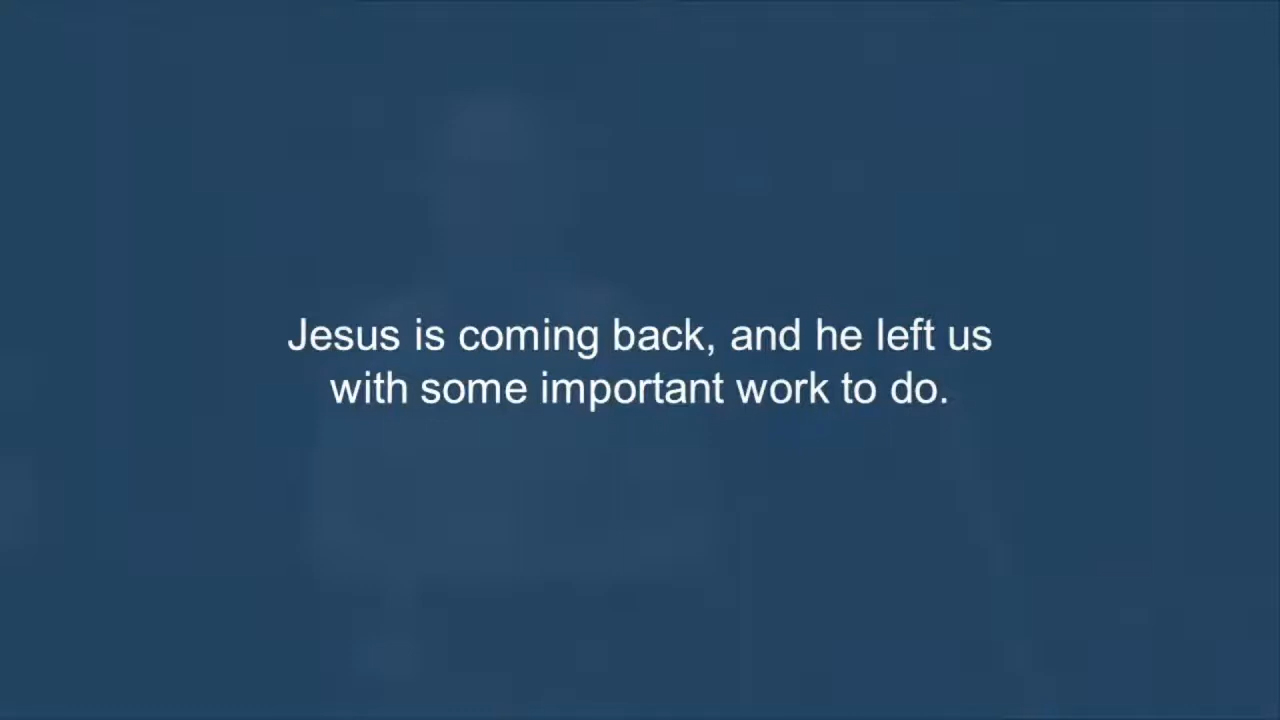 Jesus is coming back, and he left us
with some important work to do.